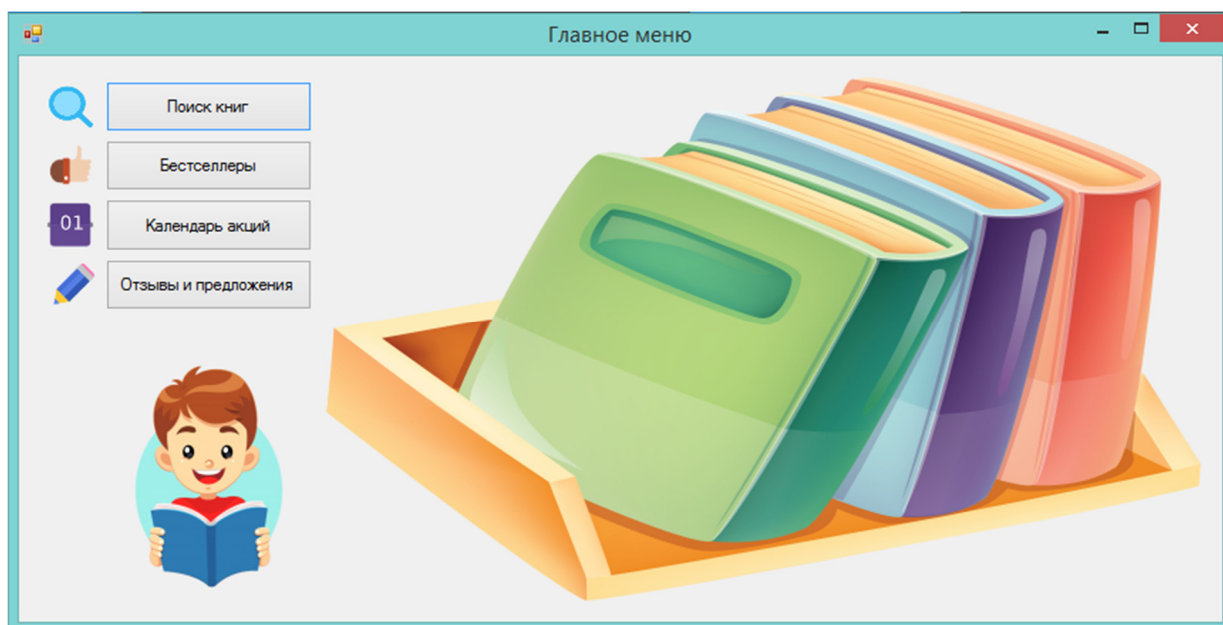 Главное меню
Поиск книг
Бестселлеры
01
Календарь акций
Отзывы и предложения